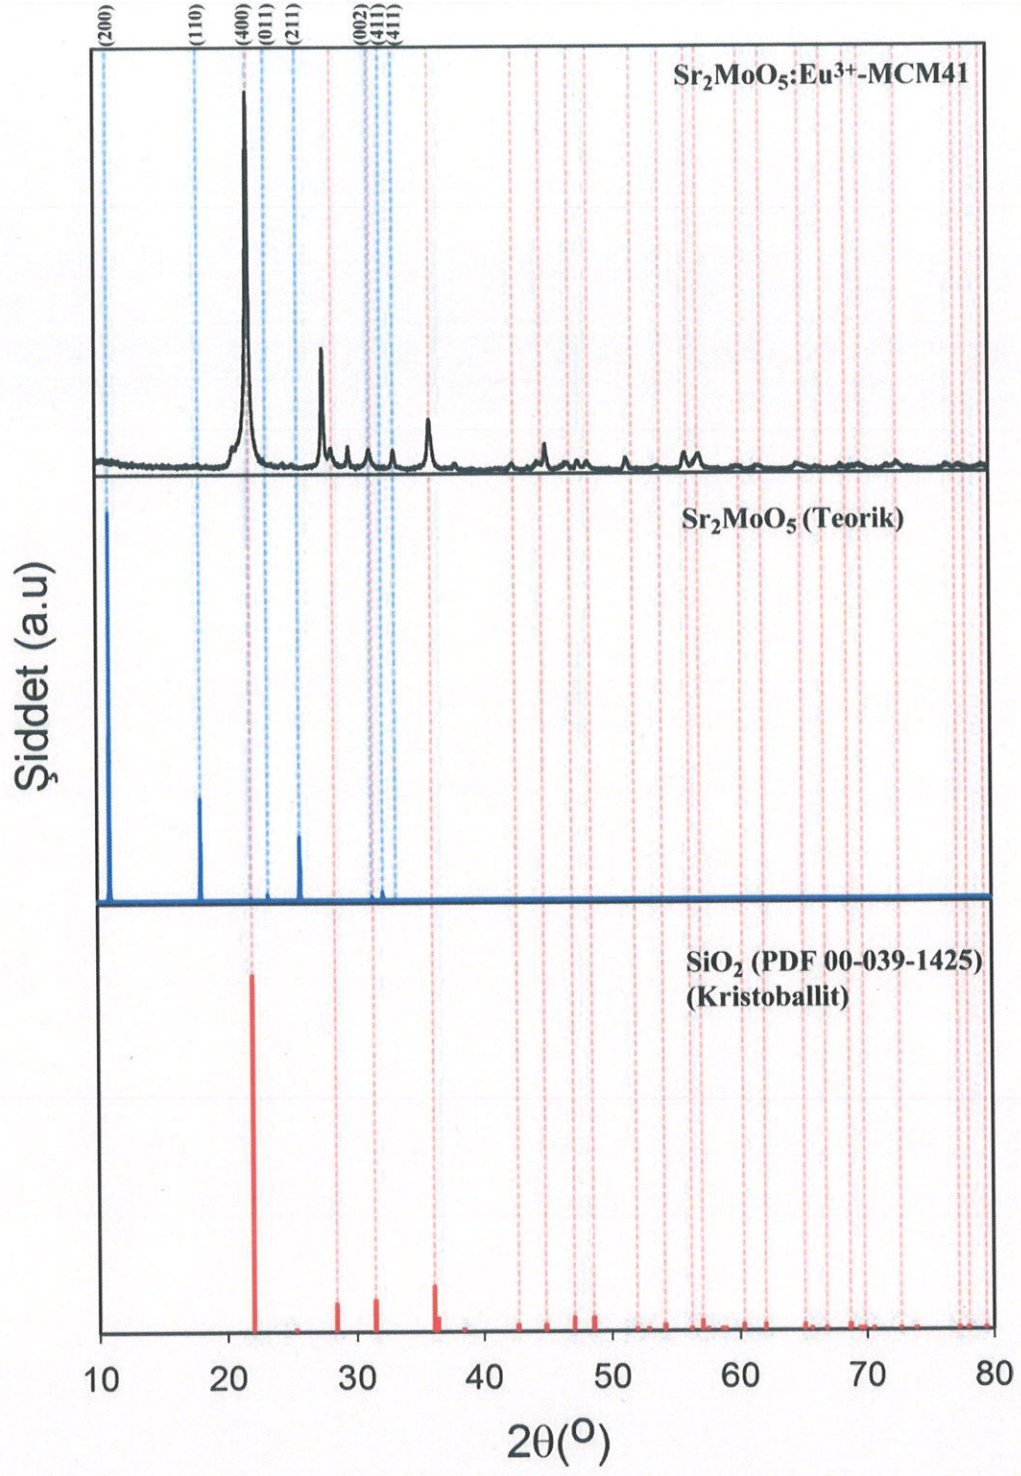 (200) (110) (400) (011) (211) (002) (411) (411)
Sr₂MoO₅:Eu³⁺-MCM41
Sr₂MoO₅ (Teorik)
Şiddet (a.u)
SiO₂ (PDF 00-039-1425)
(Kristoballit)
10 20 30 40 50 60 70 80
2θ(°)